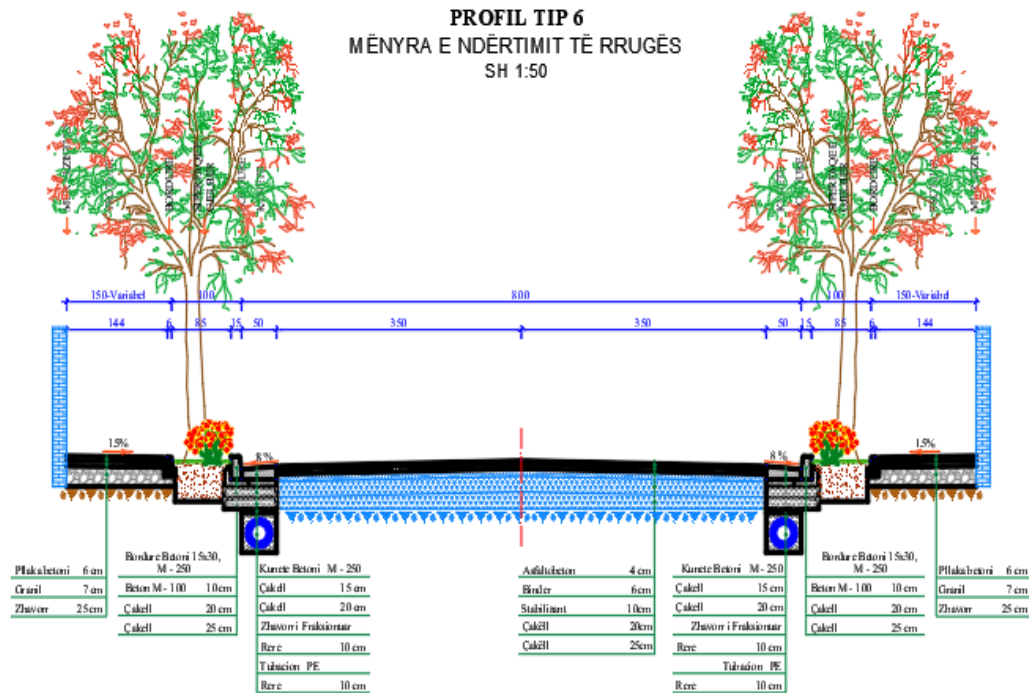 PROFIL TIP 6
MËNYRA E NDËRTIMIT TË RRUGËS
SH 1:50
BORDURE
BORDURE
150-Variabel 100 800 100 150-Variabel
144 6 85 15 50 350 350 50 15 85 6 144
1.5% 8 % 8 % 1.5%
Pllaka betoni 6 cm
Granil 7 cm
Zhavorr 25 cm
Bordure Betoni 15x30,
M - 250
Beton M - 100 10 cm
Çakell 20 cm
Çakell 25 cm
Kunete Betoni M - 250
Çakell 15 cm
Çakell 20 cm
Zhavorr i Fraksionuar
Rere 10 cm
Tubacion PE
Rere 10 cm
Asfaltobeton 4 cm
Binder 6 cm
Stabilizant 10 cm
Çakëll 20 cm
Çakëll 25 cm
Kunete Betoni M - 250
Çakell 15 cm
Çakell 20 cm
Zhavorr i Fraksionuar
Rere 10 cm
Tubacion PE
Rere 10 cm
Bordure Betoni 15x30,
M - 250
Beton M - 100 10 cm
Çakell 20 cm
Çakell 25 cm
Pllaka betoni 6 cm
Granil 7 cm
Zhavorr 25 cm